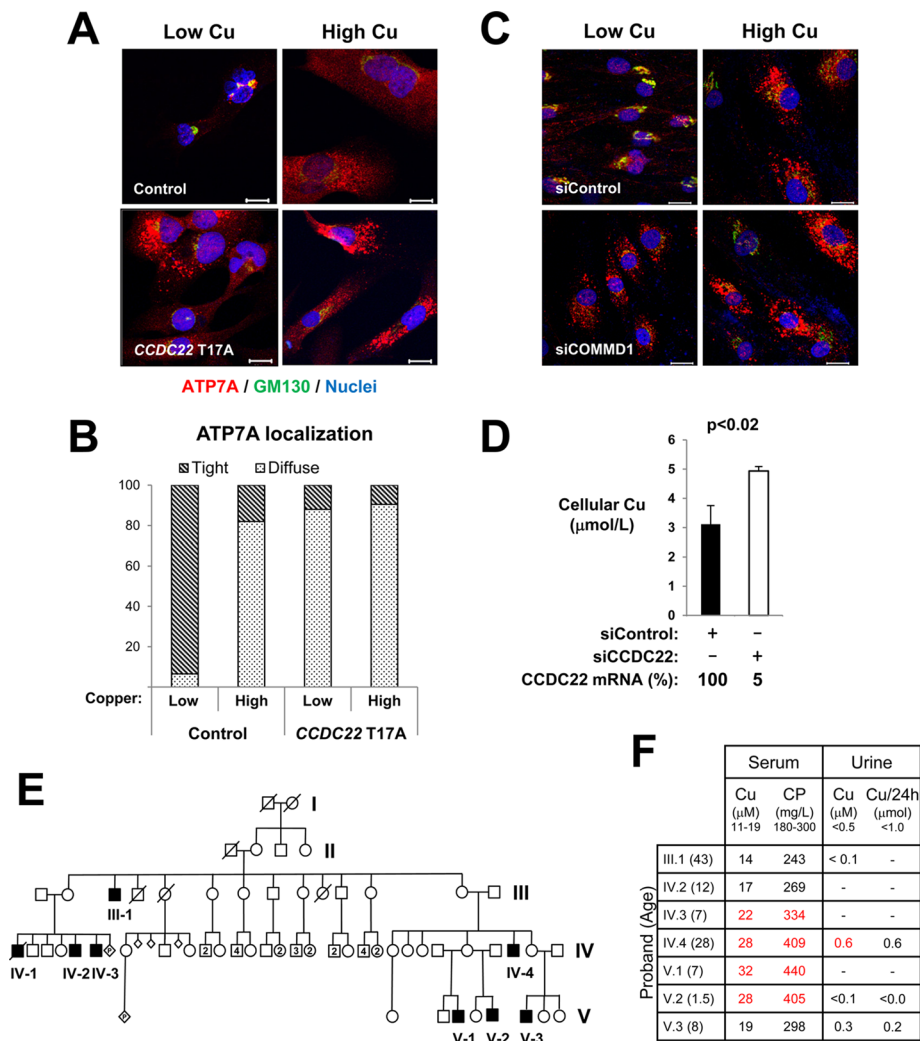 A
Low Cu
High Cu
Control
CCDC22 T17A
ATP7A / GM130 / Nuclei
C
Low Cu
High Cu
siControl
siCOMMD1
B
ATP7A localization
Tight
Diffuse
100
80
60
40
20
Copper:
Low
High
Low
High
Control
CCDC22 T17A
D
p<0.02
Cellular Cu
(µmol/L)
6
5
4
3
2
1
0
siControl: + −
siCCDC22: − +
CCDC22 mRNA (%): 100 5
E
I
II
III
III-1
2
4
2
3
2
4
2
IV
P
IV-1
IV-2
IV-3
IV-4
P
V
V-1
V-2
V-3
F
Serum
Urine
Cu CP Cu Cu/24h
(µM) (mg/L) (µM) (µmol)
11-19 180-300 <0.5 <1.0
Proband (Age)
III.1 (43) 14 243 < 0.1 -
IV.2 (12) 17 269 - -
IV.3 (7) 22 334 - -
IV.4 (28) 28 409 0.6 0.6
V.1 (7) 32 440 - -
V.2 (1.5) 28 405 <0.1 <0.0
V.3 (8) 19 298 0.3 0.2